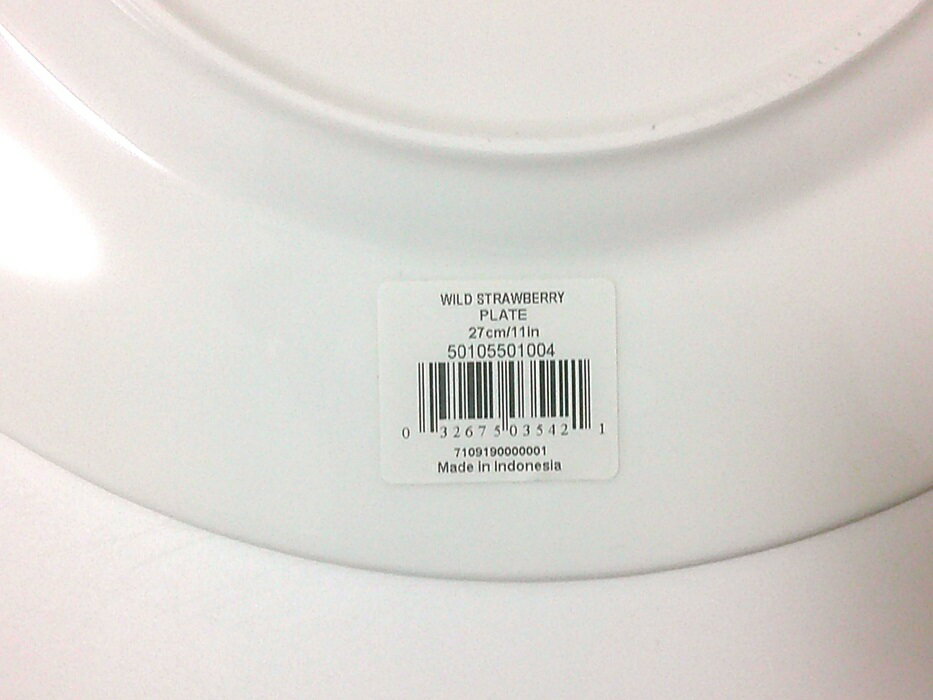 WILD STRAWBERRY
PLATE
27cm/11in
50105501004
0 32675 03542 1
7109190000001
Made in Indonesia